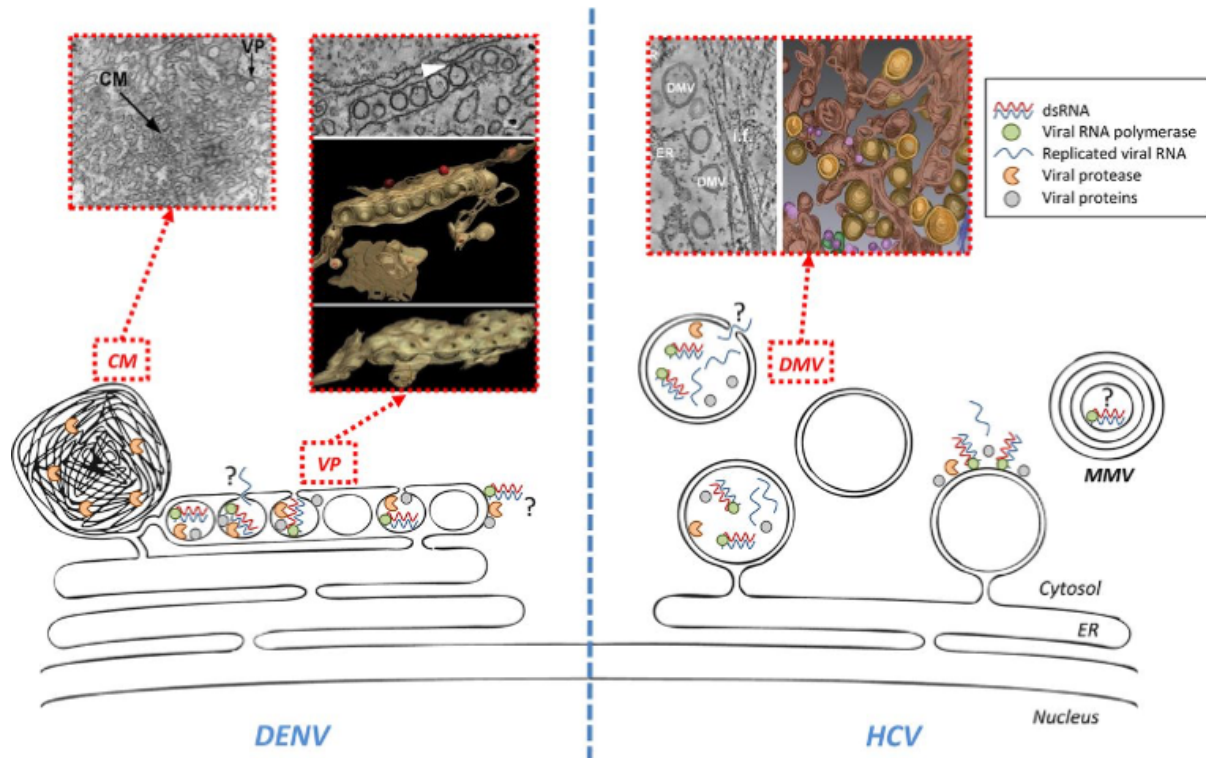 VP
CM
DMV
ER
i.f.
DMV
dsRNA
Viral RNA polymerase
Replicated viral RNA
Viral protease
Viral proteins
CM
?
VP
?
?
DMV
?
MMV
Cytosol
ER
Nucleus
DENV
HCV